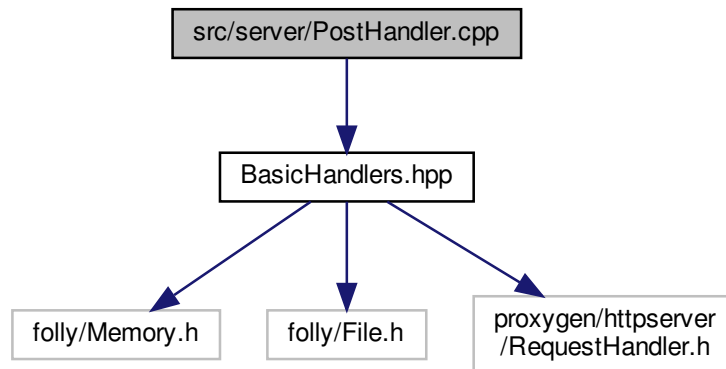 src/server/PostHandler.cpp
BasicHandlers.hpp
folly/Memory.h
folly/File.h
proxygen/httpserver
/RequestHandler.h